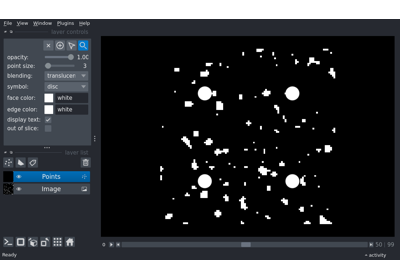 File View Window Plugins Help
layer controls
opacity: 1.00
point size: 3
blending: translucen
symbol: disc
face color: white
edge color: white
display text:
out of slice:
layer list
Points
Image
50 99
Ready
activity